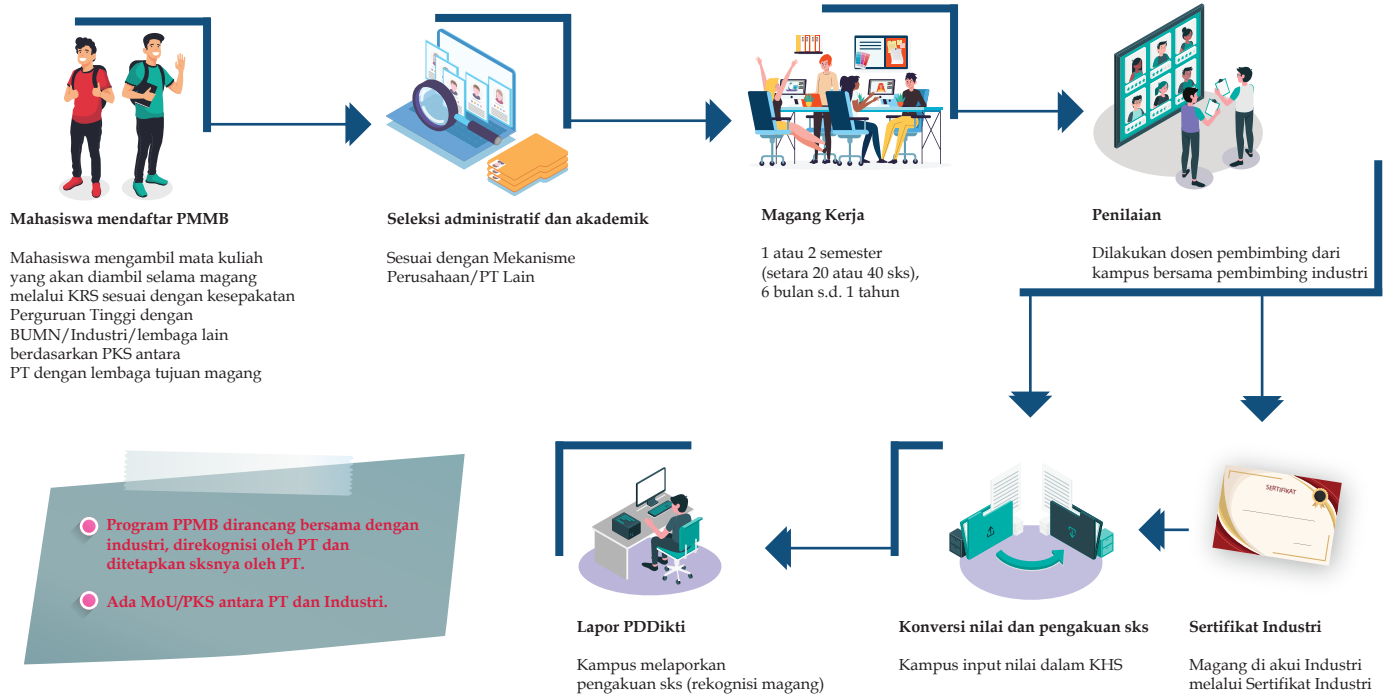 Mahasiswa mendaftar PMMB
Mahasiswa mengambil mata kuliah
yang akan diambil selama magang
melalui KRS sesuai dengan kesepakatan
Perguruan Tinggi dengan
BUMN/Industri/lembaga lain
berdasarkan PKS antara
PT dengan lembaga tujuan magang
Seleksi administratif dan akademik
Sesuai dengan Mekanisme
Perusahaan/PT Lain
Magang Kerja
1 atau 2 semester
(setara 20 atau 40 sks),
6 bulan s.d. 1 tahun
Penilaian
Dilakukan dosen pembimbing dari
kampus bersama pembimbing industri
SERTIFIKAT
Sertifikat Industri
Magang di akui Industri
melalui Sertifikat Industri
Konversi nilai dan pengakuan sks
Kampus input nilai dalam KHS
Lapor PDDikti
Kampus melaporkan
pengakuan sks (rekognisi magang)
Program PPMB dirancang bersama dengan
industri, direkognisi oleh PT dan
ditetapkan sksnya oleh PT.
Ada MoU/PKS antara PT dan Industri.